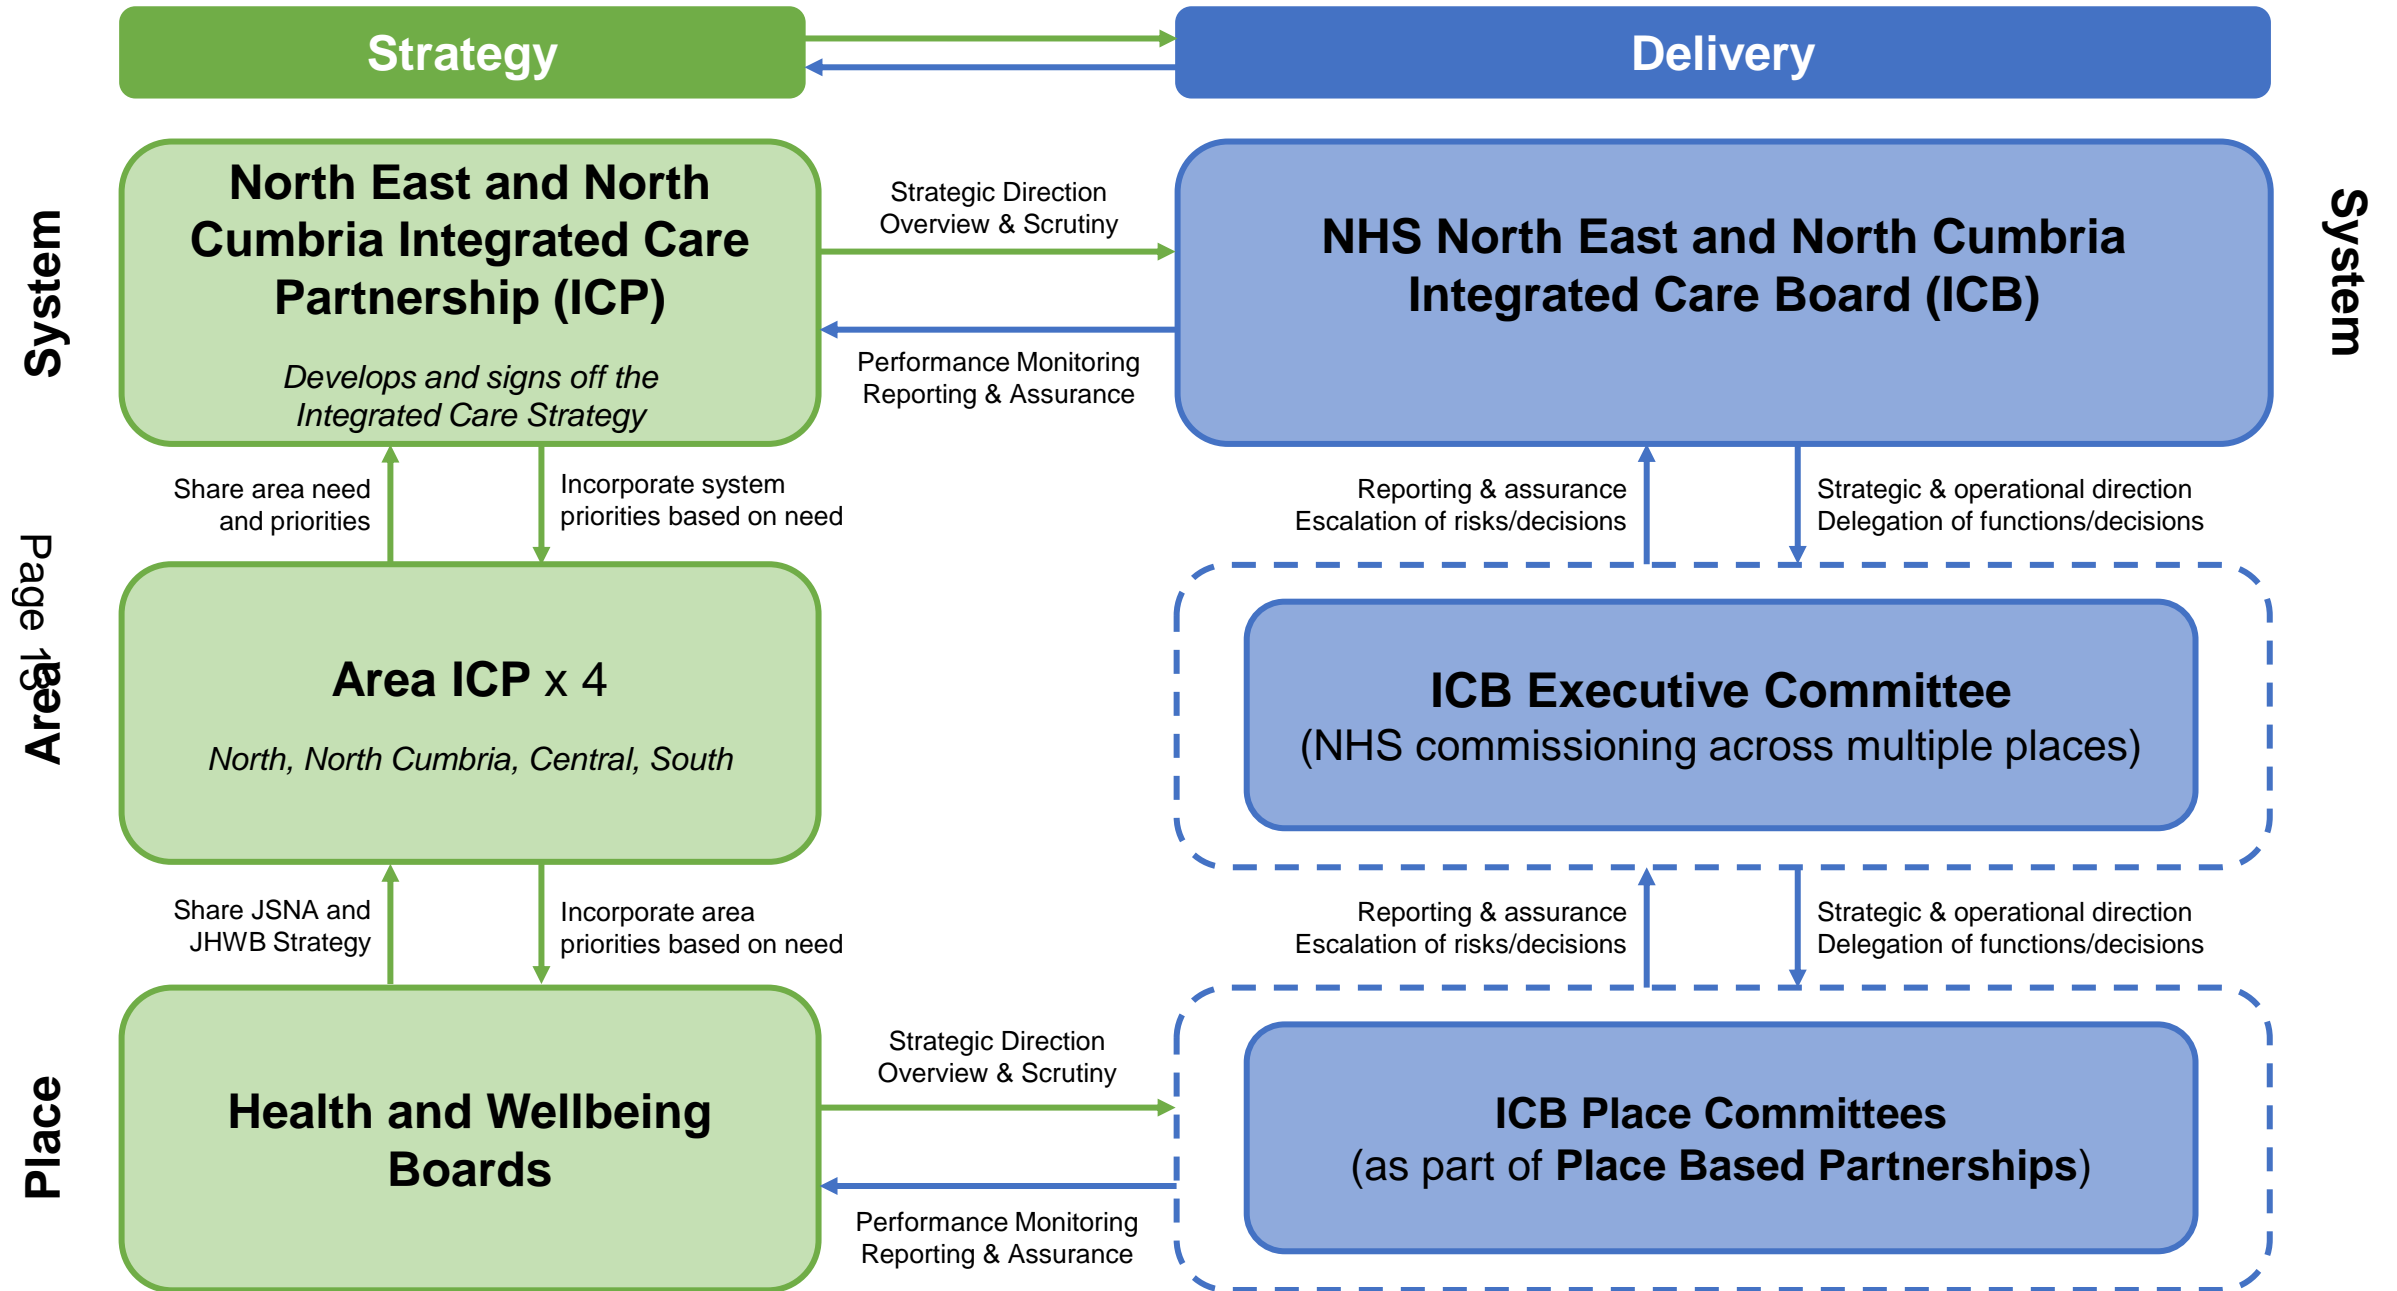 Strategy
Delivery
System
North East and North
Cumbria Integrated Care
Partnership (ICP)
Develops and signs off the
Integrated Care Strategy
Strategic Direction
Overview & Scrutiny
Performance Monitoring
Reporting & Assurance
NHS North East and North Cumbria
Integrated Care Board (ICB)
System
Share area need
and priorities
Incorporate system
priorities based on need
Reporting & assurance
Escalation of risks/decisions
Strategic & operational direction
Delegation of functions/decisions
Page
Area
Area ICP x 4
North, North Cumbria, Central, South
ICB Executive Committee
(NHS commissioning across multiple places)
Share JSNA and
JHWB Strategy
Incorporate area
priorities based on need
Reporting & assurance
Escalation of risks/decisions
Strategic & operational direction
Delegation of functions/decisions
Place
Health and Wellbeing
Boards
Strategic Direction
Overview & Scrutiny
Performance Monitoring
Reporting & Assurance
ICB Place Committees
(as part of Place Based Partnerships)